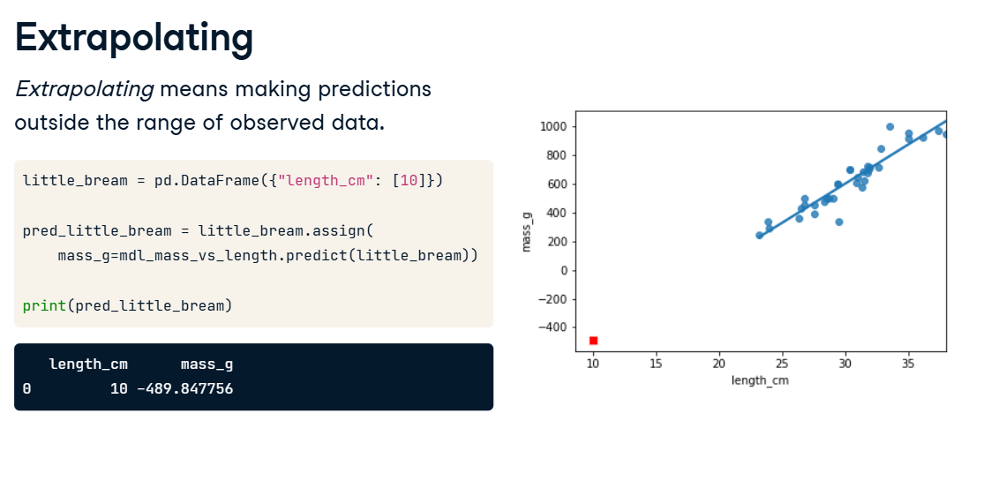 Extrapolating
Extrapolating means making predictions
outside the range of observed data.
little_bream = pd.DataFrame({"length_cm": [10]})
pred_little_bream = little_bream.assign(
    mass_g=mdl_mass_vs_length.predict(little_bream))
print(pred_little_bream)
   length_cm      mass_g
0         10 -489.847756
1000
800
600
400
200
0
−200
−400
mass_g
10 15 20 25 30 35
length_cm